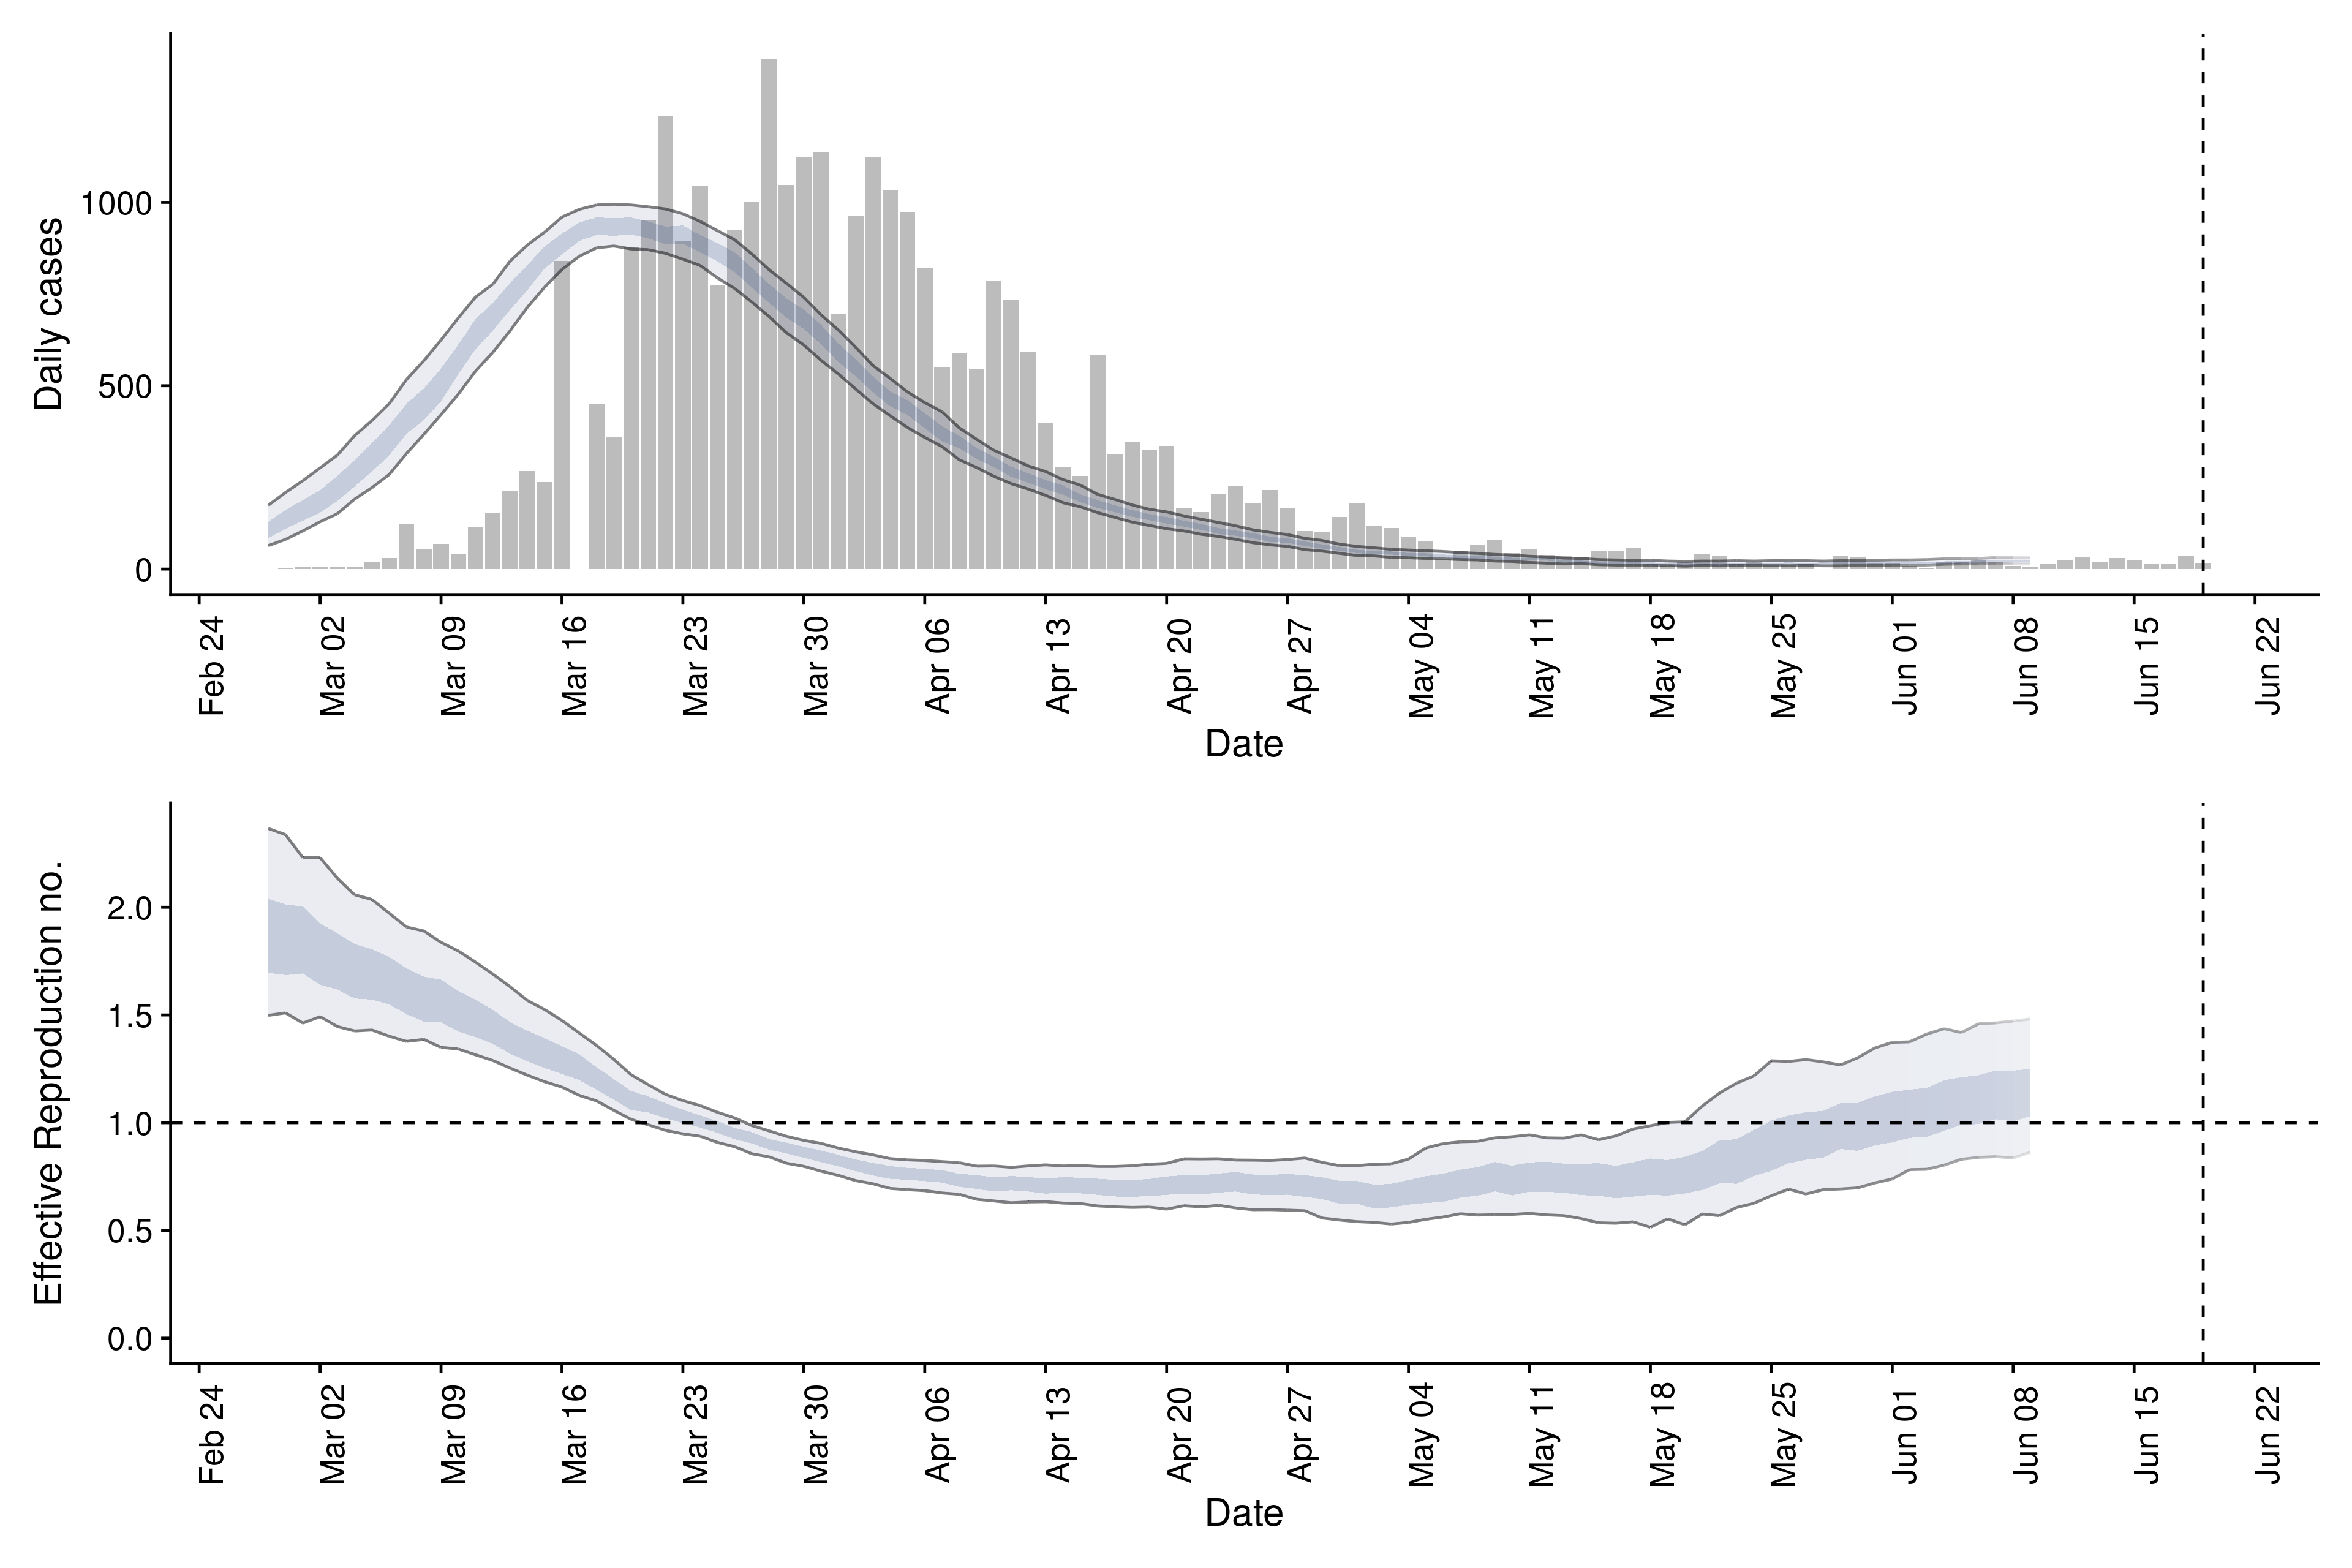 Daily cases
1000
500
0
Feb 24
Mar 02
Mar 09
Mar 16
Mar 23
Mar 30
Apr 06
Apr 13
Apr 20
Apr 27
May 04
May 11
May 18
May 25
Jun 01
Jun 08
Jun 15
Jun 22
Date
Effective Reproduction no.
2.0
1.5
1.0
0.5
0.0
Feb 24
Mar 02
Mar 09
Mar 16
Mar 23
Mar 30
Apr 06
Apr 13
Apr 20
Apr 27
May 04
May 11
May 18
May 25
Jun 01
Jun 08
Jun 15
Jun 22
Date